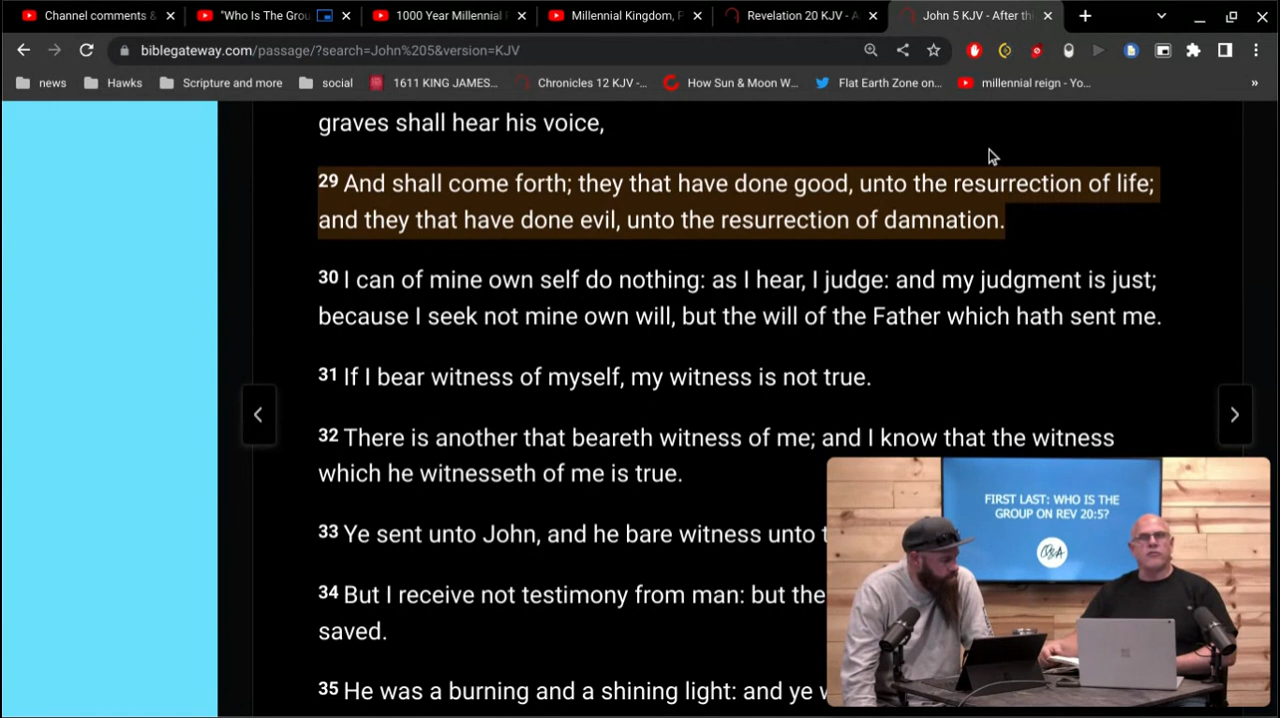 Channel comments &
"Who Is The Grou
1000 Year Millennial
Millennial Kingdom,
Revelation 20 KJV - A
John 5 KJV - After thi
biblegateway.com/passage/?search=John%205&version=KJV
news
Hawks
Scripture and more
social
1611 KING JAMES...
Chronicles 12 KJV -...
How Sun & Moon W...
Flat Earth Zone on...
millennial reign - Yo...
»
graves shall hear his voice,
29 And shall come forth; they that have done good, unto the resurrection of life;
and they that have done evil, unto the resurrection of damnation.
30 I can of mine own self do nothing: as I hear, I judge: and my judgment is just;
because I seek not mine own will, but the will of the Father which hath sent me.
31 If I bear witness of myself, my witness is not true.
32 There is another that beareth witness of me; and I know that the witness
which he witnesseth of me is true.
33 Ye sent unto John, and he bare witness unto t
34 But I receive not testimony from man: but the
saved.
35 He was a burning and a shining light: and ye w
FIRST LAST: WHO IS THE
GROUP ON REV 20:5?
Q&A